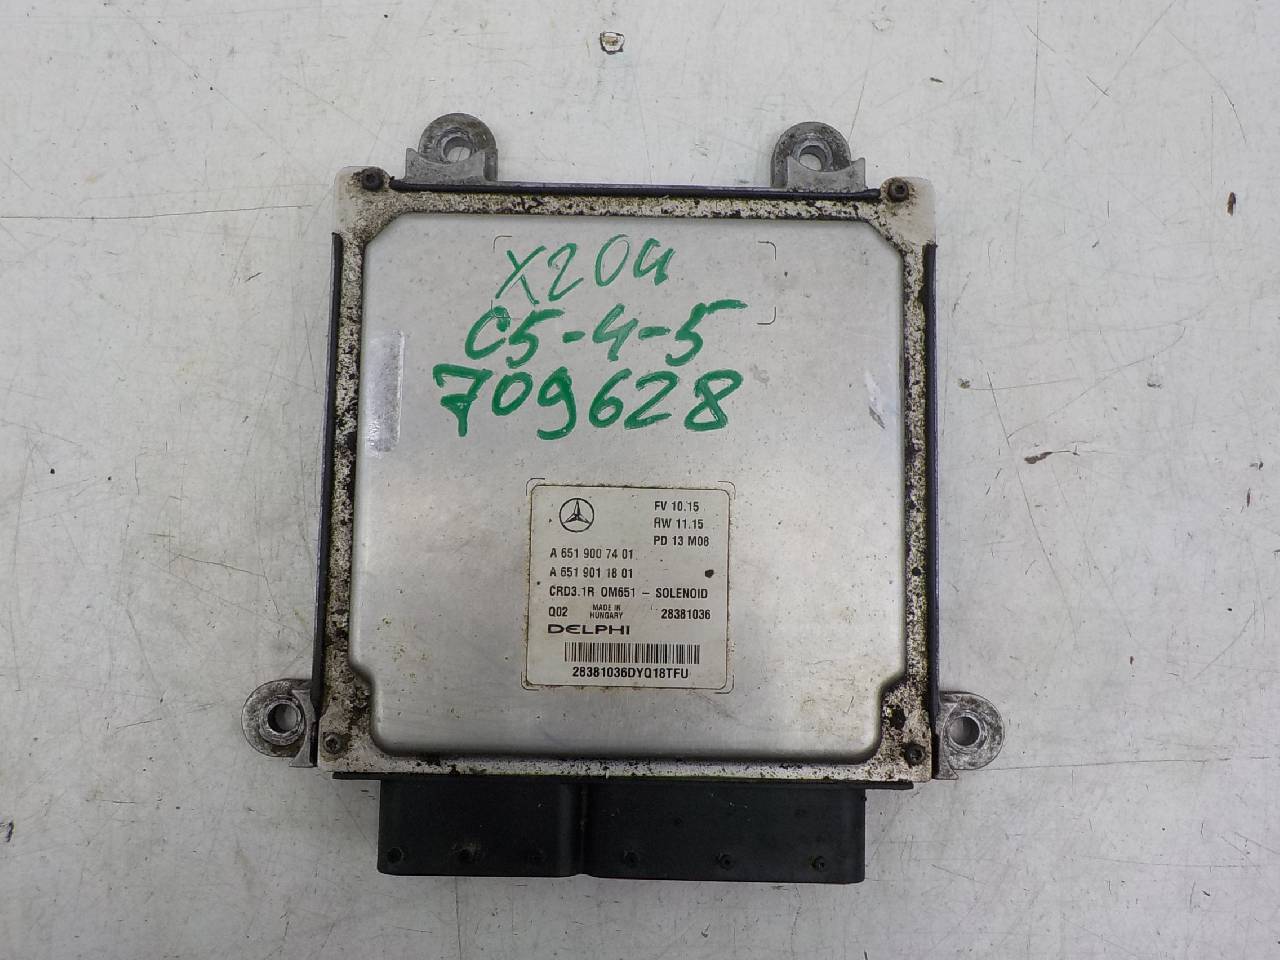 X204
C5-4-5
709628
FV 10.15
RW 11.15
PD 13 M08
A 651 900 74 01
A 651 901 18 01
CRD3.1R OM651 - SOLENOID
Q02 MADE IN HUNGARY 28381036
DELPHI
28381036DYQ18TFU